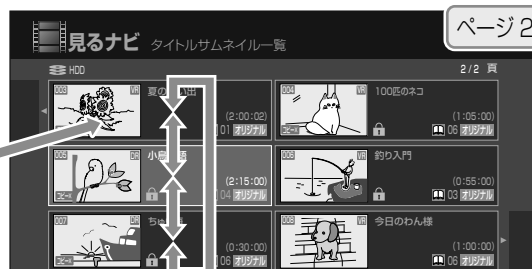 ページ 2
見るナビ タイトルサムネイル一覧
HDD
2/2 頁
003 VR 夏の
(2:00:02)
01 オリジナル
004 VR 100匹のネコ
(1:05:00)
06 オリジナル
005
(2:15:00)
04 オリジナル
006 VR 釣り入門
(0:55:00)
03 オリジナル
007
(0:30:00)
06 オリジナル
008 VR 今日のわん様
(1:00:00)
06 オリジナル